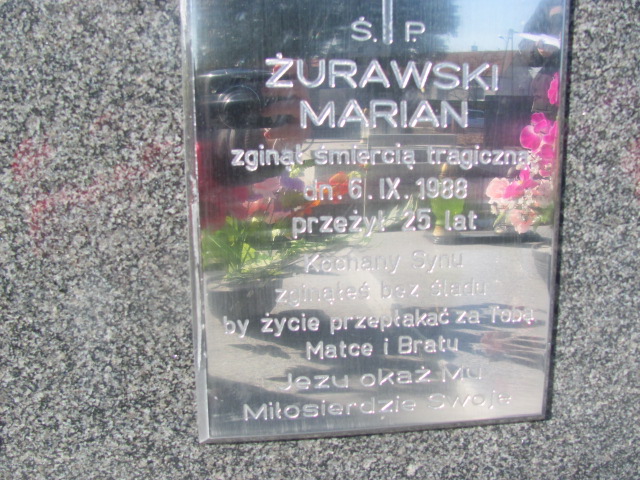 Ś. P.
ŻURAWSKI
MARIAN
zginął śmiercią tragiczną
dn. 6. IX. 1988
przeżył 25 lat
Kochany Synu
zginąłeś bez śladu
by życie przepłakać za Tobą
Matce i Bratu
Jezu okaż Mu
Miłosierdzie Swoje